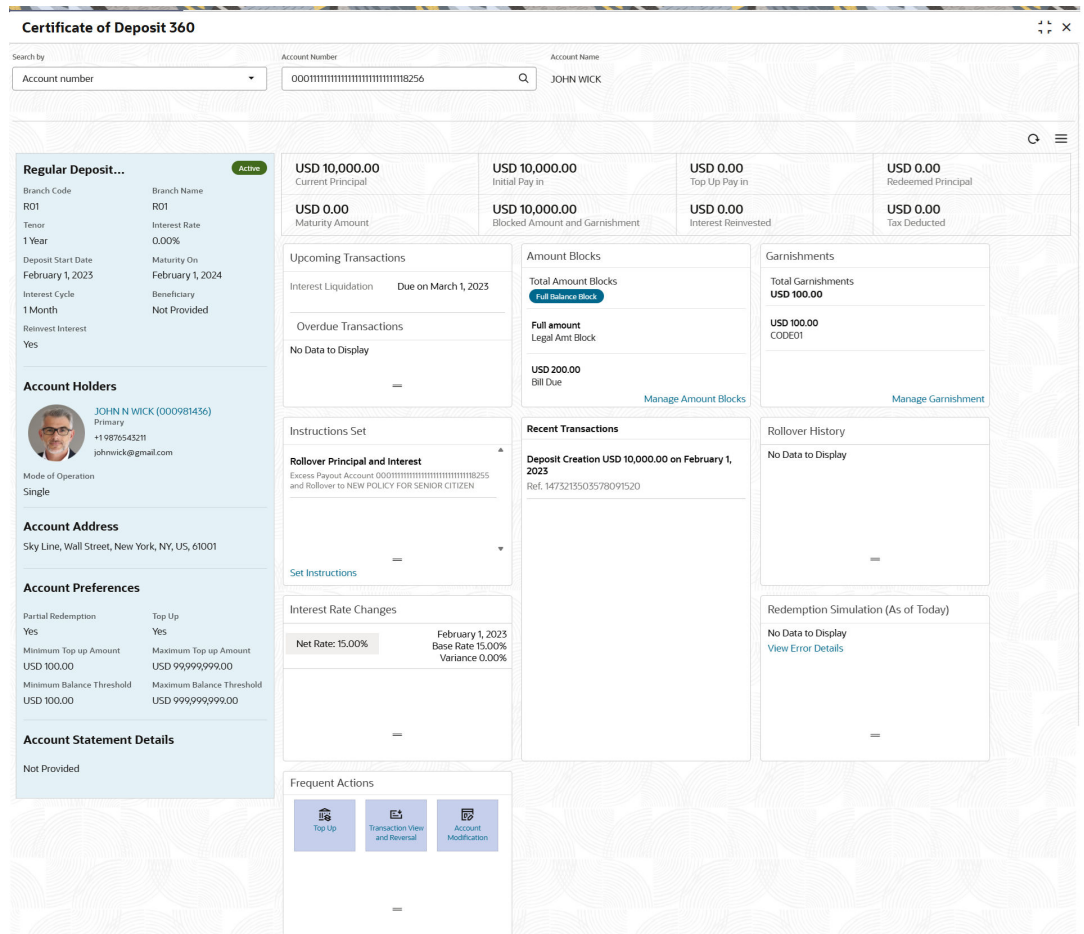 Certificate of Deposit 360
Search by
Account number
Account Number
Account Name
JOHN WICK
Regular Deposit...
Active
Branch Code
Branch Name
R01
R01
Tenor
Interest Rate
1 Year
0.00%
Deposit Start Date
Maturity On
February 1, 2023
February 1, 2024
Interest Cycle
Beneficiary
1 Month
Not Provided
Reinvest Interest
Yes
Account Holders
JOHN N WICK (000981436)
Primary
+1 9876543211
johnwick@gmail.com
Mode of Operation
Single
Account Address
Sky Line, Wall Street, New York, NY, US, 61001
Account Preferences
Partial Redemption
Top Up
Yes
Yes
Minimum Top up Amount
Maximum Top up Amount
USD 100.00
USD 99,999,999.00
Minimum Balance Threshold
Maximum Balance Threshold
USD 100.00
USD 999,999,999.00
Account Statement Details
Not Provided
USD 10,000.00
Current Principal
USD 10,000.00
Initial Pay in
USD 0.00
Top Up Pay in
USD 0.00
Redeemed Principal
USD 0.00
Maturity Amount
USD 10,000.00
Blocked Amount and Garnishment
USD 0.00
Interest Reinvested
USD 0.00
Tax Deducted
Upcoming Transactions
Interest Liquidation Due on March 1, 2023
Overdue Transactions
No Data to Display
Amount Blocks
Total Amount Blocks
Full Balance Block
Full amount
Legal Amt Block
USD 200.00
Bill Due
Manage Amount Blocks
Garnishments
Total Garnishments
USD 100.00
USD 100.00
CODE01
Manage Garnishment
Instructions Set
Rollover Principal and Interest
Excess Payout Account
and Rollover to NEW POLICY FOR SENIOR CITIZEN
Set Instructions
Recent Transactions
Deposit Creation USD 10,000.00 on February 1,
2023
Ref. 1473213503578091520
Rollover History
No Data to Display
Interest Rate Changes
Net Rate: 15.00%
February 1, 2023
Base Rate 15.00%
Variance 0.00%
Redemption Simulation (As of Today)
No Data to Display
View Error Details
Frequent Actions
Top Up
Transaction View
and Reversal
Account
Modification